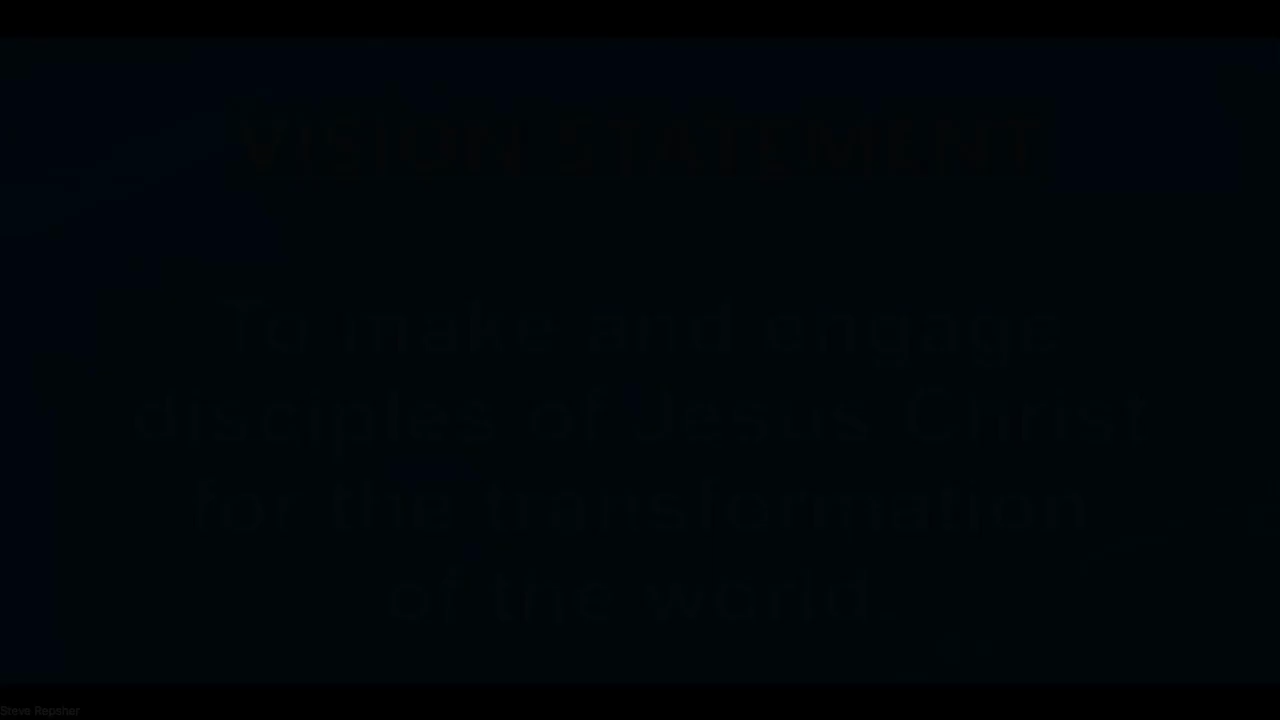 VISION STATEMENT
To make and engage
disciples of Jesus Christ
for the transformation
of the world
Steve Repsher